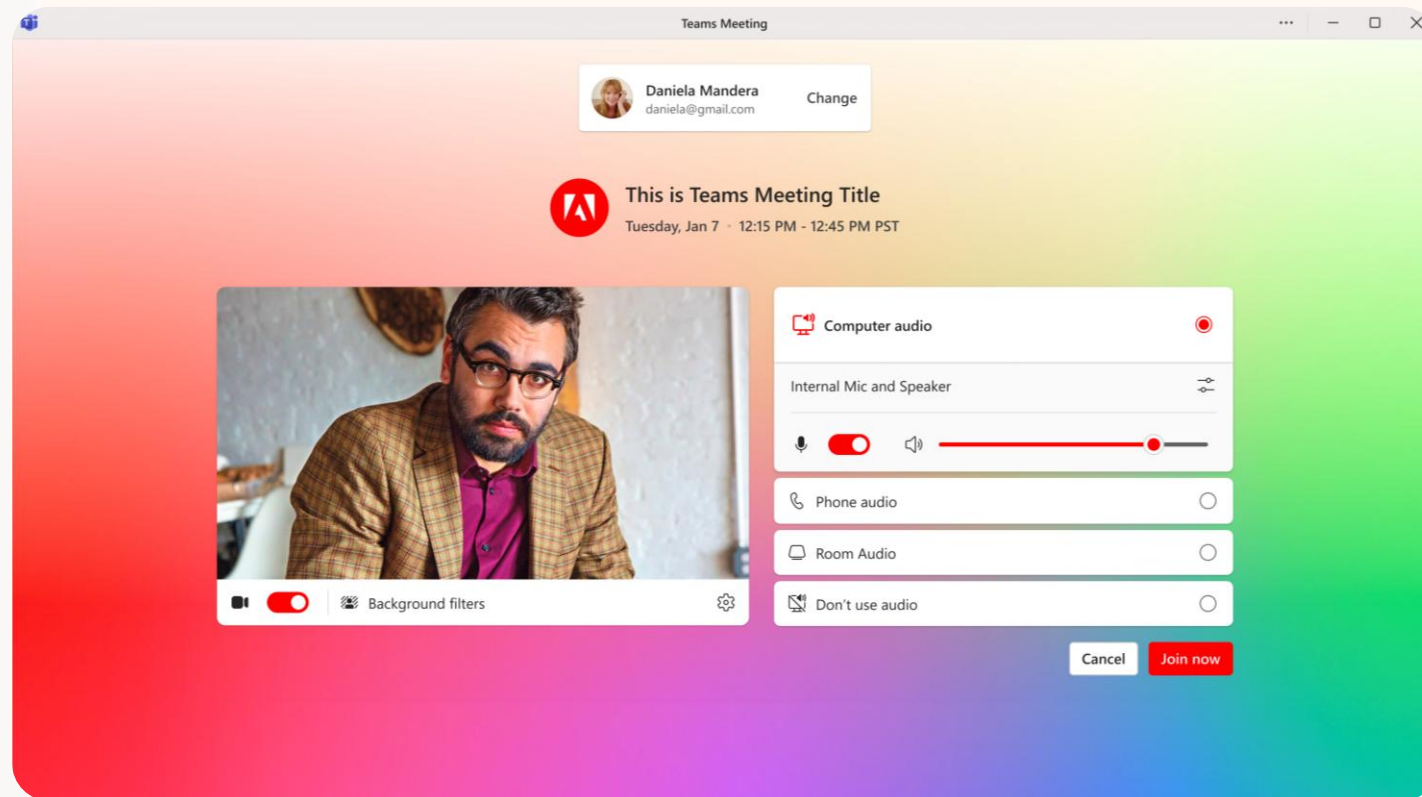 Teams Meeting
Daniela Mandera
daniela@gmail.com
Change
This is Teams Meeting Title
Tuesday, Jan 7 · 12:15 PM - 12:45 PM PST
Computer audio
Internal Mic and Speaker
Phone audio
Room Audio
Don't use audio
Background filters
Cancel
Join now